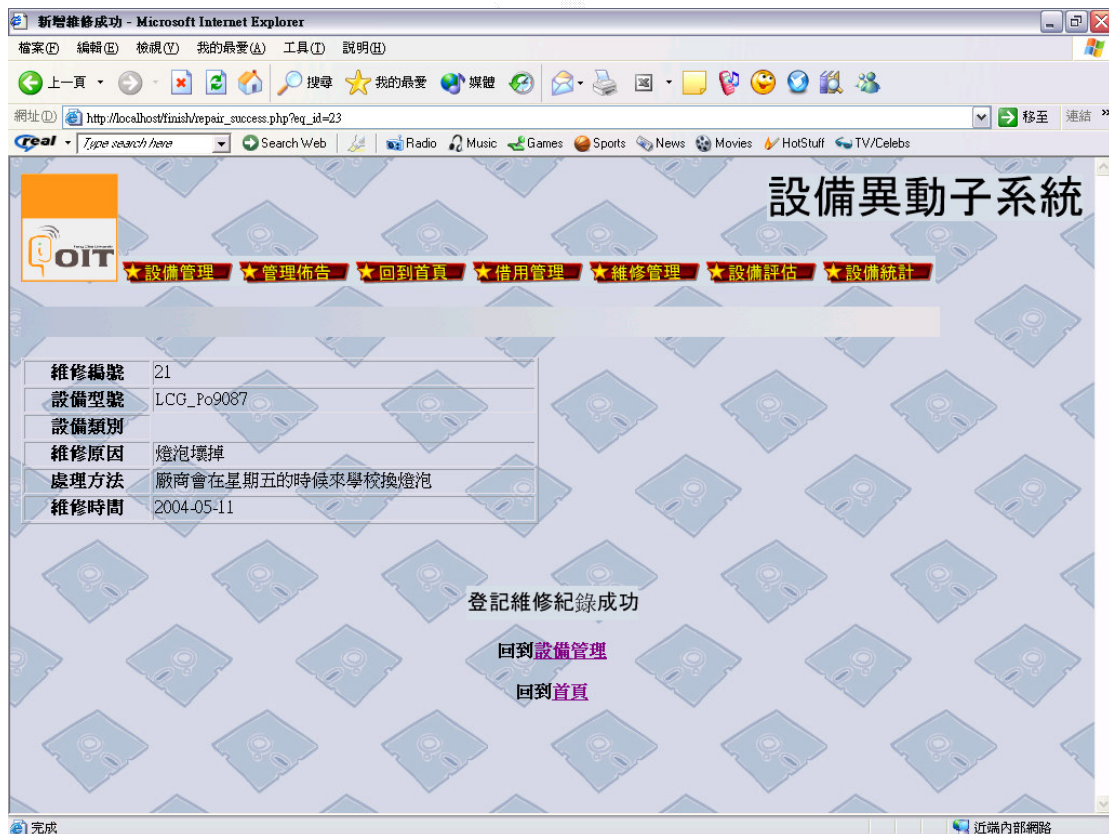 新增維修成功 - Microsoft Internet Explorer
檔案(F) 編輯(E) 檢視(V) 我的最愛(A) 工具(T) 說明(H)
上一頁 搜尋 我的最愛 媒體
網址(D) http://localhost/finish/repair_success.php?eq_id=23 移至 連結 »
Real Type search here Search Web Radio Music Games Sports News Movies HotStuff TV/Celebs
設備異動子系統
OIT
設備管理 管理佈告 回到首頁 借用管理 維修管理 設備評估 設備統計
維修編號 21
設備型號 LCG_Po9087
設備類別
維修原因 燈泡壞掉
處理方法 廠商會在星期五的時候來學校換燈泡
維修時間 2004-05-11
登記維修紀錄成功
回到設備管理
回到首頁
完成 近端內部網路